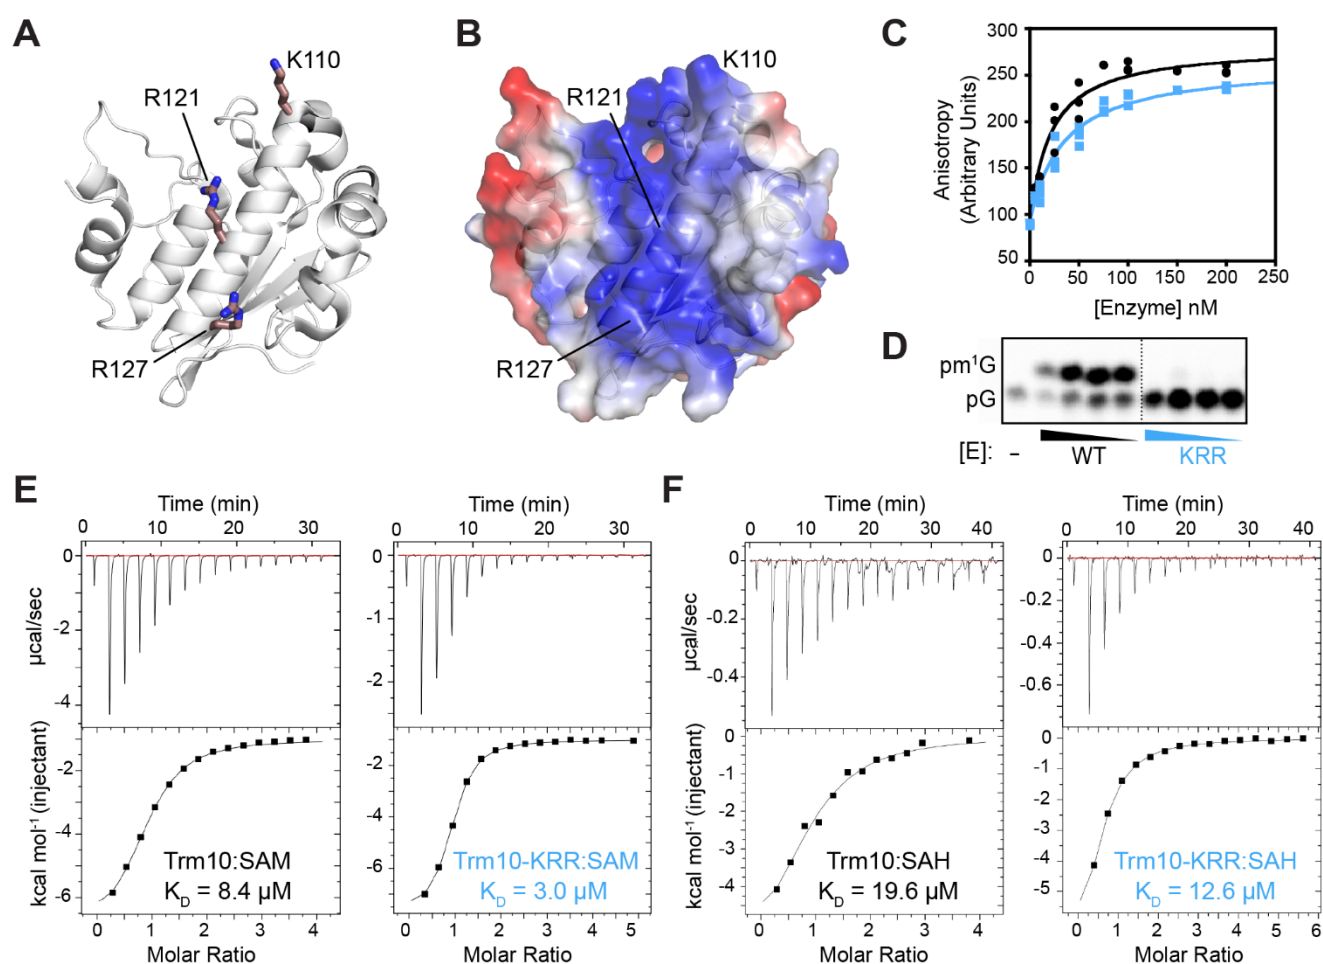 A
K110
R121
R127
B
K110
R121
R127
C
Anisotropy
(Arbitrary Units)
300
250
200
150
100
50
0 50 100 150 200 250
[Enzyme] nM
D
pm¹G
pG
[E]: – WT KRR
E
Time (min)
0 10 20 30
µcal/sec
0
-2
-4
kcal mol⁻¹ (injectant)
-2
-4
-6
Trm10:SAM
K_D = 8.4 µM
0 1 2 3 4
Molar Ratio
Time (min)
0 10 20 30
0
-1
-2
-2
-4
-6
Trm10-KRR:SAM
K_D = 3.0 µM
0 1 2 3 4 5
Molar Ratio
F
Time (min)
0 10 20 30 40
µcal/sec
0
-0.2
-0.4
kcal mol⁻¹ (injectant)
0
-1
-2
-3
-4
Trm10:SAH
K_D = 19.6 µM
0 1 2 3 4
Molar Ratio
Time (min)
0 10 20 30 40
0
-0.2
-0.4
-0.6
0
-1
-2
-3
-4
-5
Trm10-KRR:SAH
K_D = 12.6 µM
0 1 2 3 4 5 6
Molar Ratio